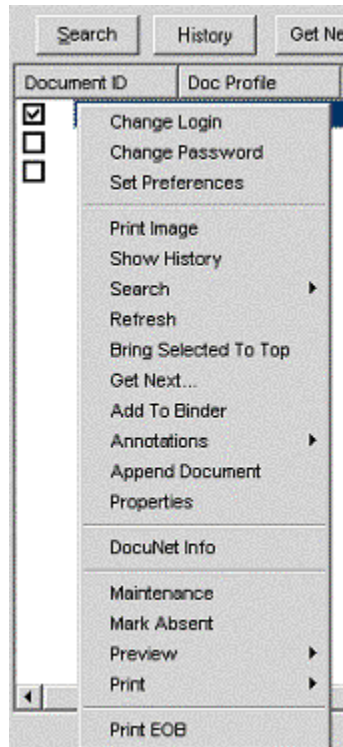 Search History Get Ne
Document ID Doc Profile
Change Login
Change Password
Set Preferences
Print Image
Show History
Search
Refresh
Bring Selected To Top
Get Next...
Add To Binder
Annotations
Append Document
Properties
DocuNet Info
Maintenance
Mark Absent
Preview
Print
Print EOB